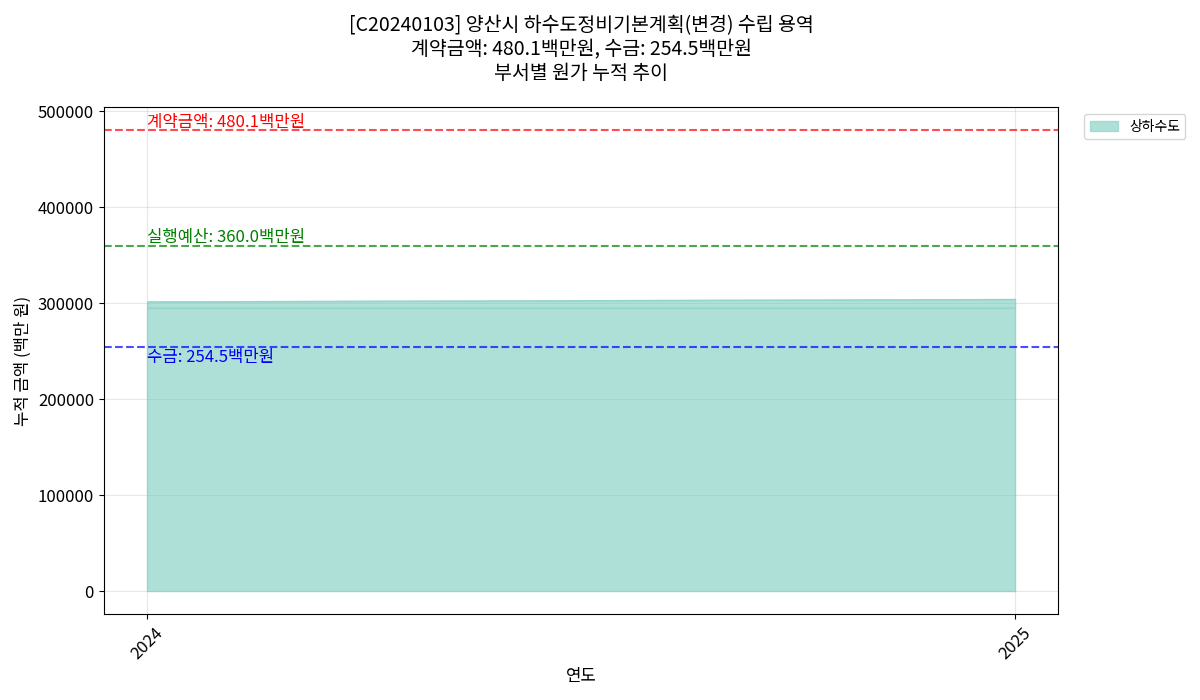 [C20240103] 양산시 하수도정비기본계획(변경) 수립 용역
계약금액: 480.1백만원, 수금: 254.5백만원
부서별 원가 누적 추이
500000
계약금액: 480.1백만원
상하수도
400000
실행예산: 360.0백만원
300000
수금: 254.5백만원
누적 금액 (백만 원)
200000
100000
0
2024
2025
연도